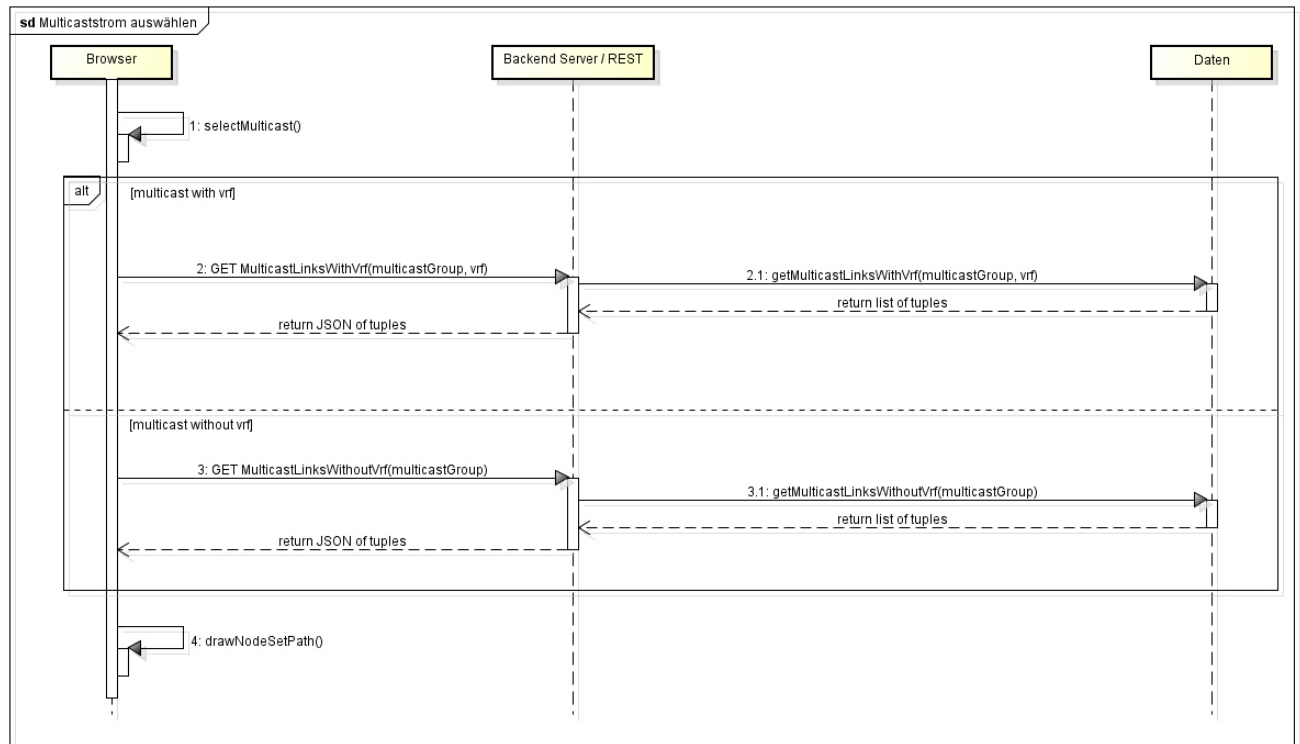 sd Multicaststrom auswählen
Browser
Backend Server / REST
Daten
1: selectMulticast()
alt
[multicast with vrf]
2: GET MulticastLinksWithVrf(multicastGroup, vrf)
2.1: getMulticastLinksWithVrf(multicastGroup, vrf)
return list of tuples
return JSON of tuples
[multicast without vrf]
3: GET MulticastLinksWithoutVrf(multicastGroup)
3.1: getMulticastLinksWithoutVrf(multicastGroup)
return list of tuples
return JSON of tuples
4: drawNodeSetPath()